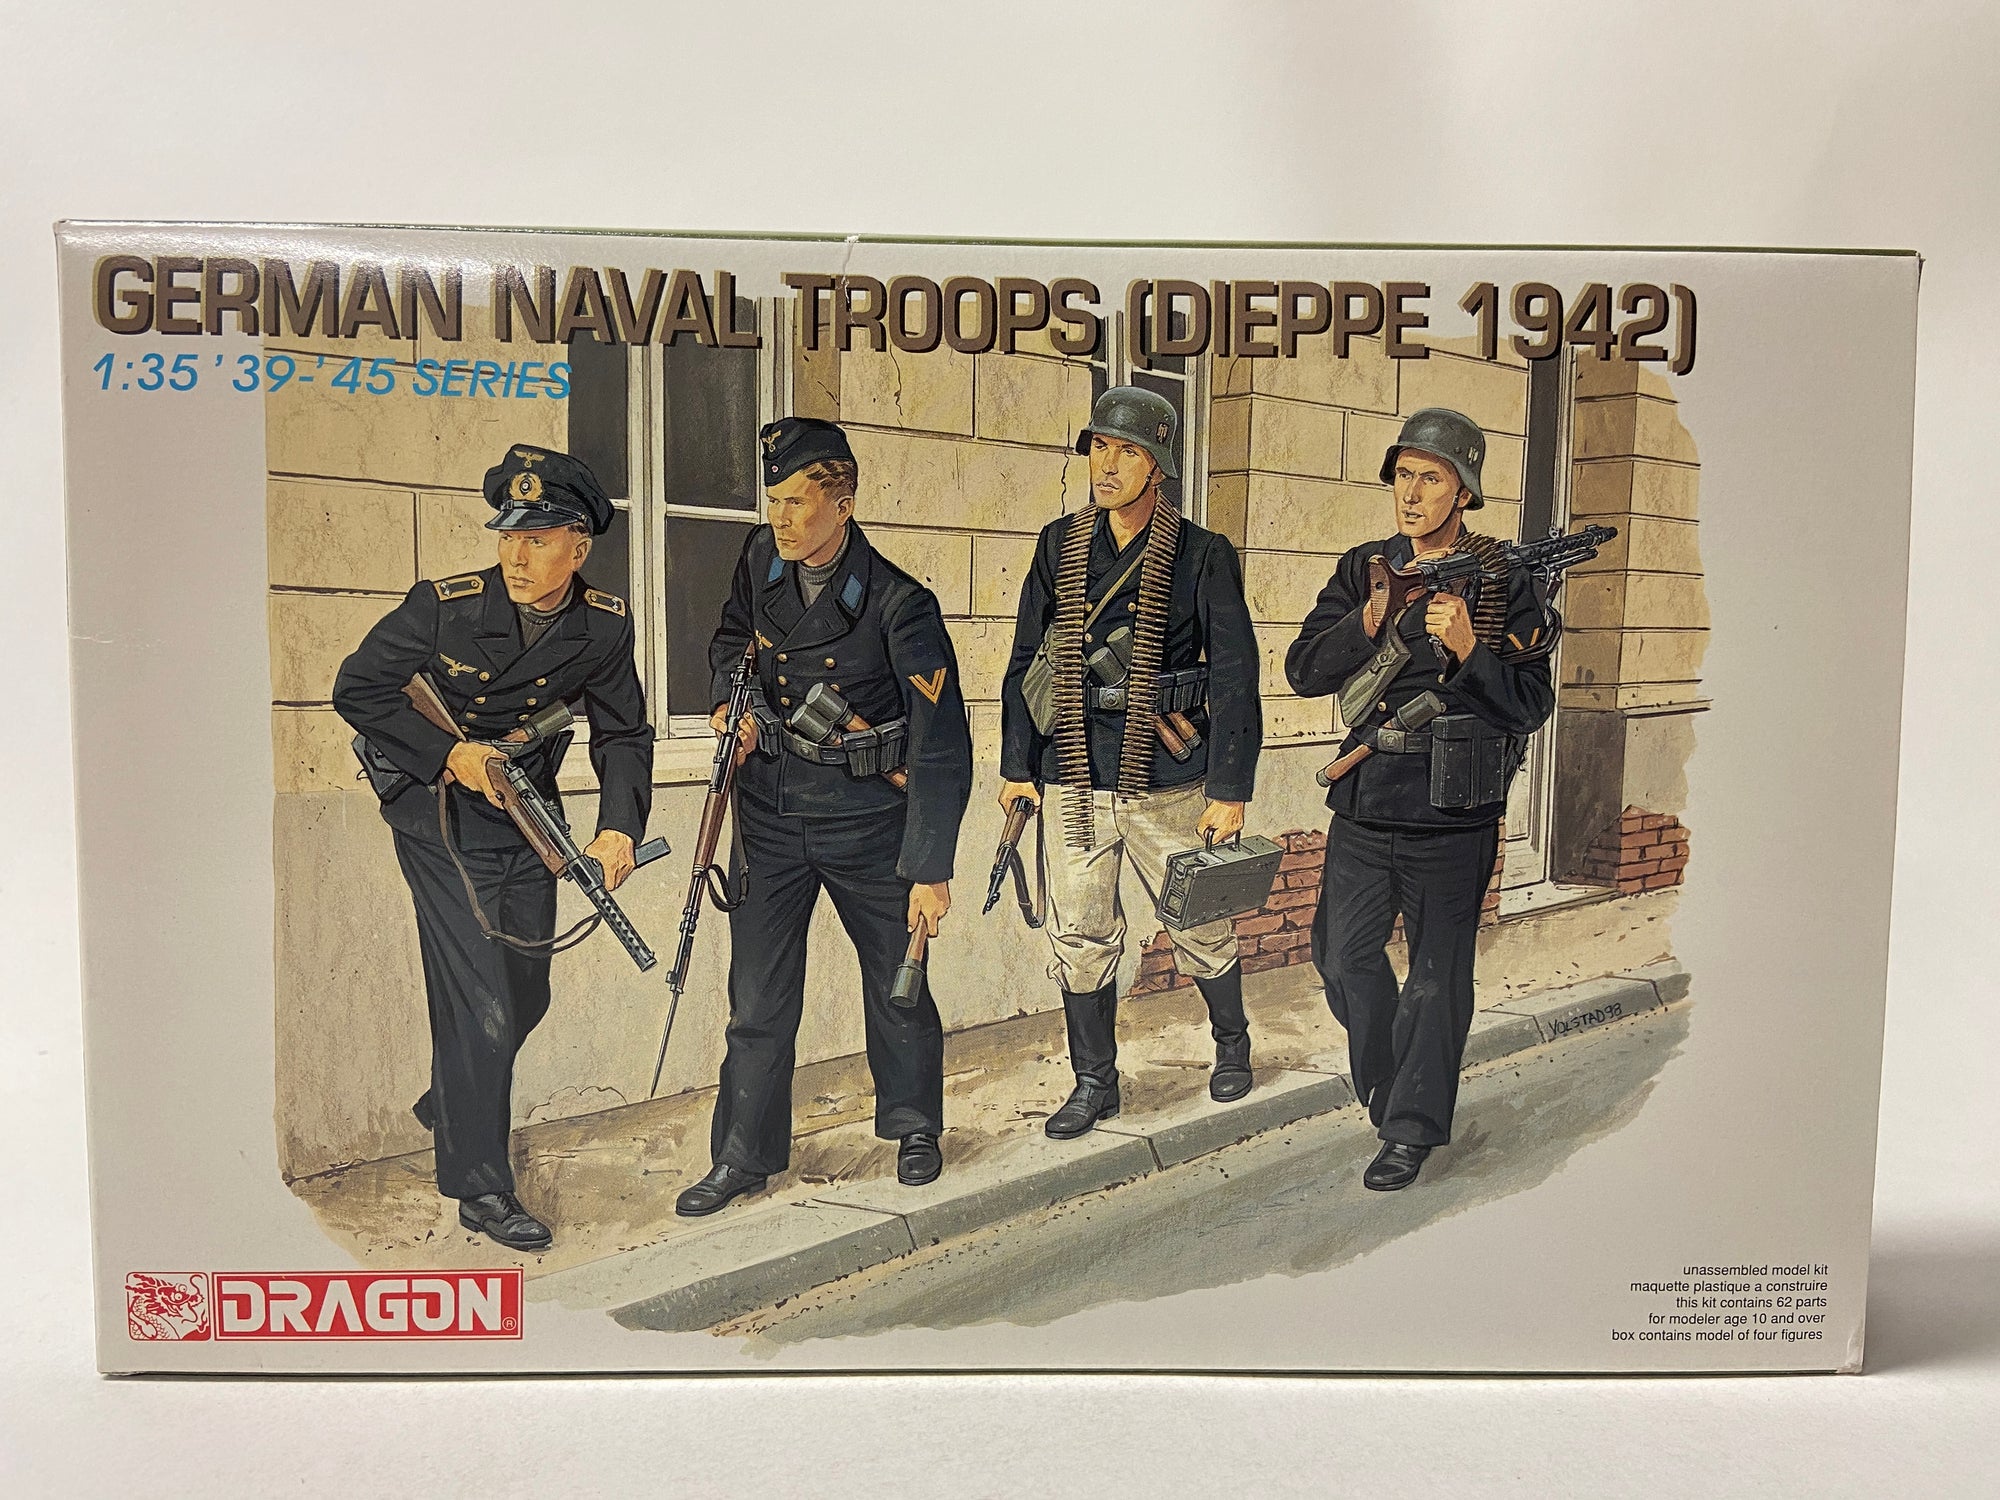 GERMAN NAVAL TROOPS (DIEPPE 1942)
1:35 '39-'45 SERIES
VOLSTAD 98
DRAGON®
unassembled model kit
maquette plastique a construire
this kit contains 62 parts
for modeler age 10 and over
box contains model of four figures